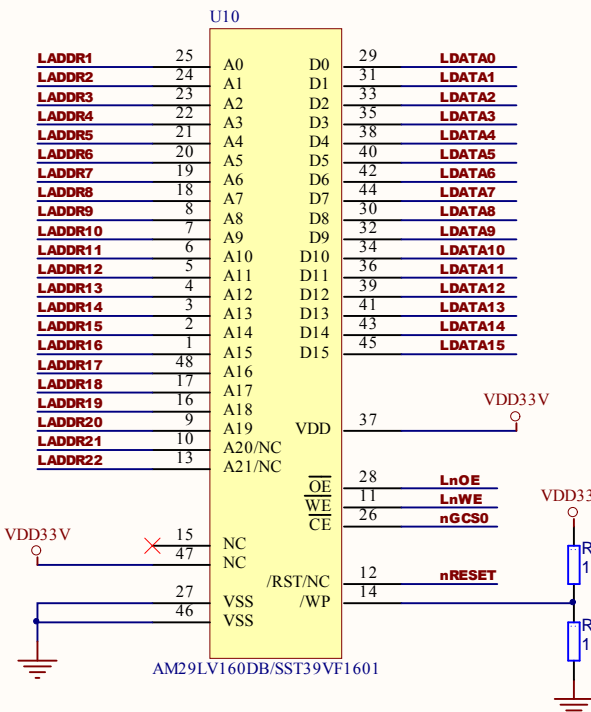 U10
LADDR1 25 A0 D0 29 LDATA0
LADDR2 24 A1 D1 31 LDATA1
LADDR3 23 A2 D2 33 LDATA2
LADDR4 22 A3 D3 35 LDATA3
LADDR5 21 A4 D4 38 LDATA4
LADDR6 20 A5 D5 40 LDATA5
LADDR7 19 A6 D6 42 LDATA6
LADDR8 18 A7 D7 44 LDATA7
LADDR9 8 A8 D8 30 LDATA8
LADDR10 7 A9 D9 32 LDATA9
LADDR11 6 A10 D10 34 LDATA10
LADDR12 5 A11 D11 36 LDATA11
LADDR13 4 A12 D12 39 LDATA12
LADDR14 3 A13 D13 41 LDATA13
LADDR15 2 A14 D14 43 LDATA14
LADDR16 1 A15 D15 45 LDATA15
LADDR17 48 A16
LADDR18 17 A17
LADDR19 16 A18
VDD33V
LADDR20 9 A19 VDD 37
LADDR21 10 A20/NC
LADDR22 13 A21/NC
OE 28 LnOE
WE 11 LnWE
CE 26 nGCS0
VDD33
VDD33V
15 NC
47 NC
R
1
/RST/NC 12 nRESET
27 VSS /WP 14
46 VSS
R
1
AM29LV160DB/SST39VF1601